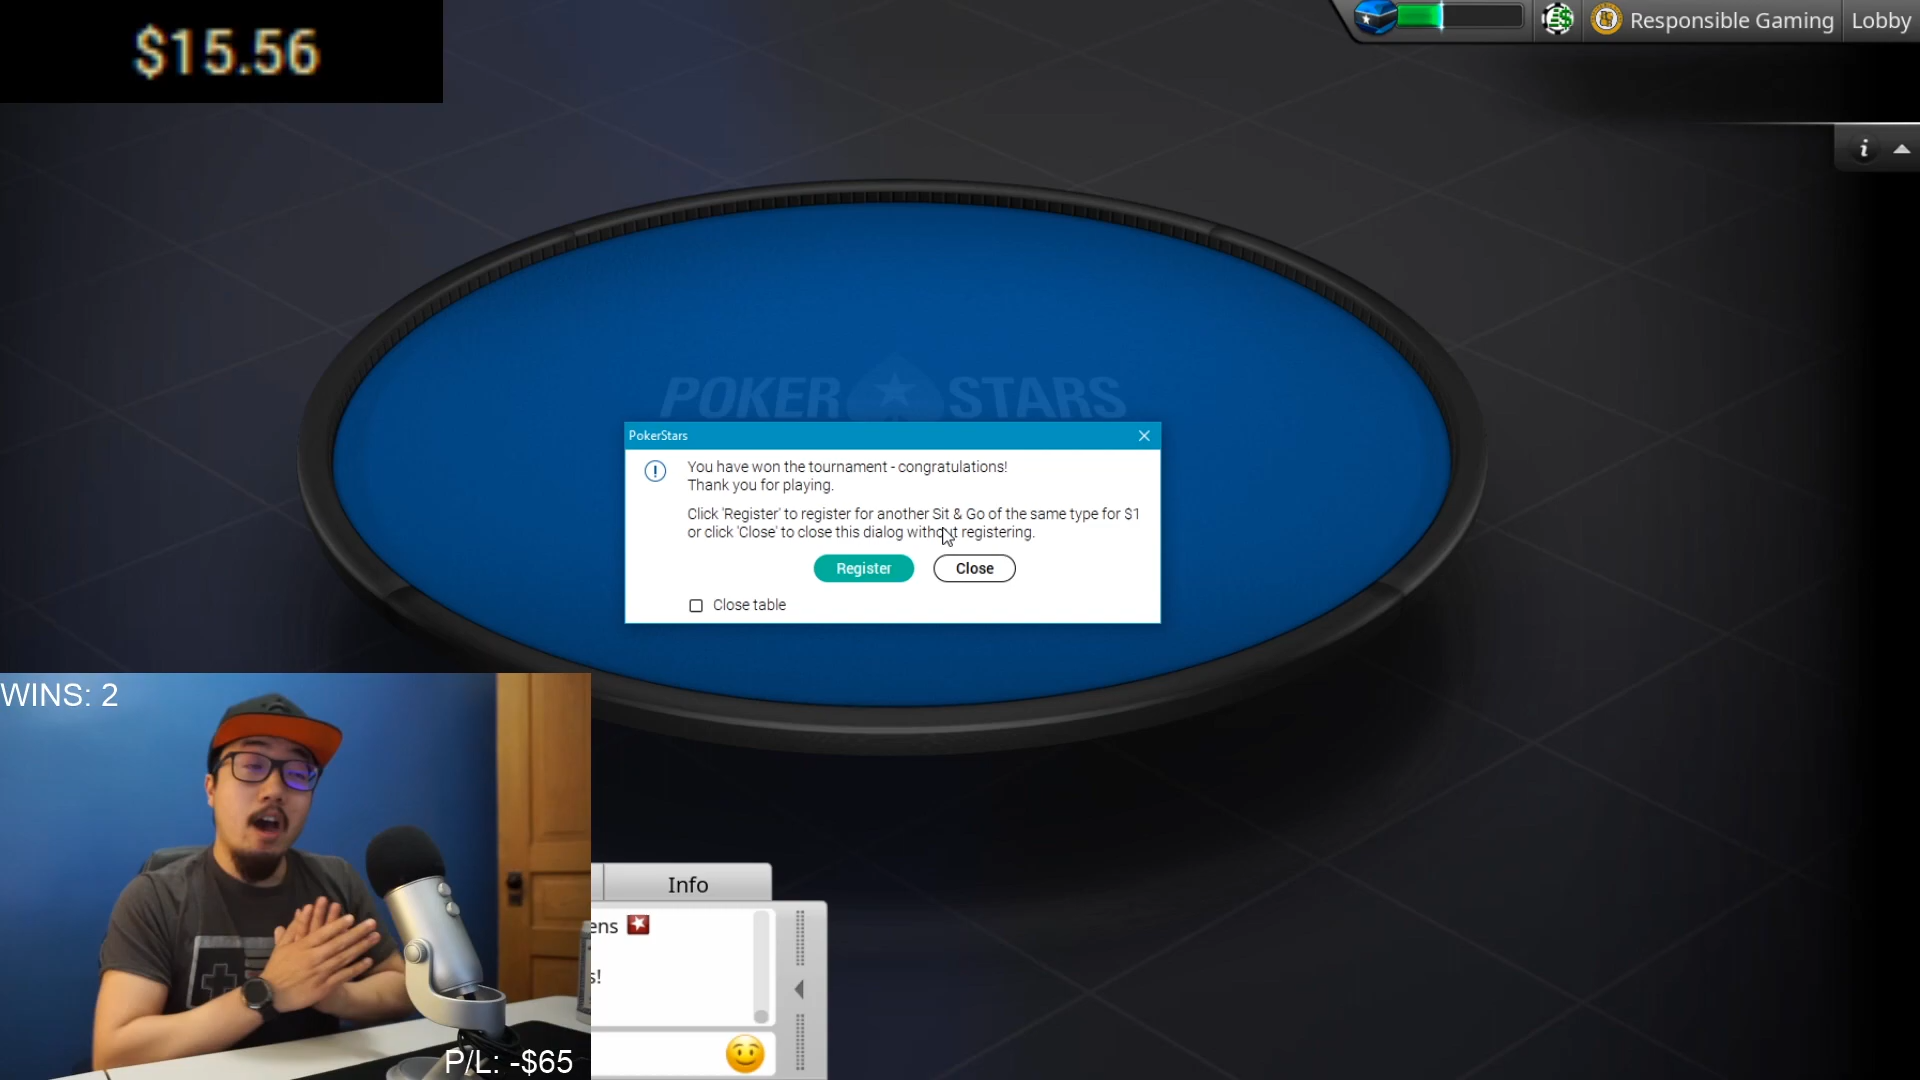 $15.56
Responsible Gaming
Lobby
i
POKER STARS
PokerStars
You have won the tournament - congratulations!
Thank you for playing.
Click 'Register' to register for another Sit & Go of the same type for $1
or click 'Close' to close this dialog without registering.
Register
Close
Close table
WINS: 2
Info
ens
s!
P/L: -$65